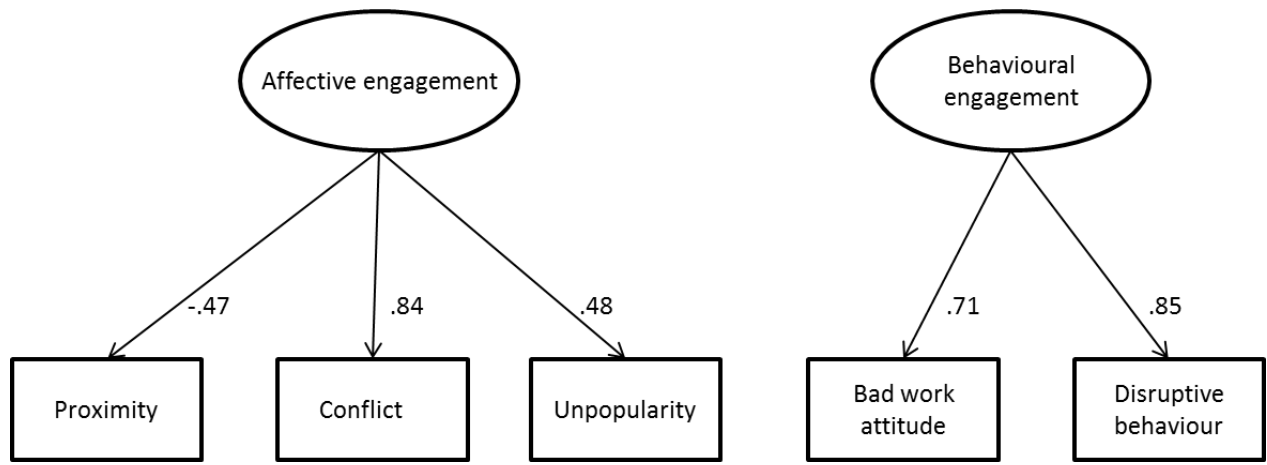 Affective engagement
Behavioural
engagement
-.47
.84
.48
.71
.85
Proximity
Conflict
Unpopularity
Bad work
attitude
Disruptive
behaviour